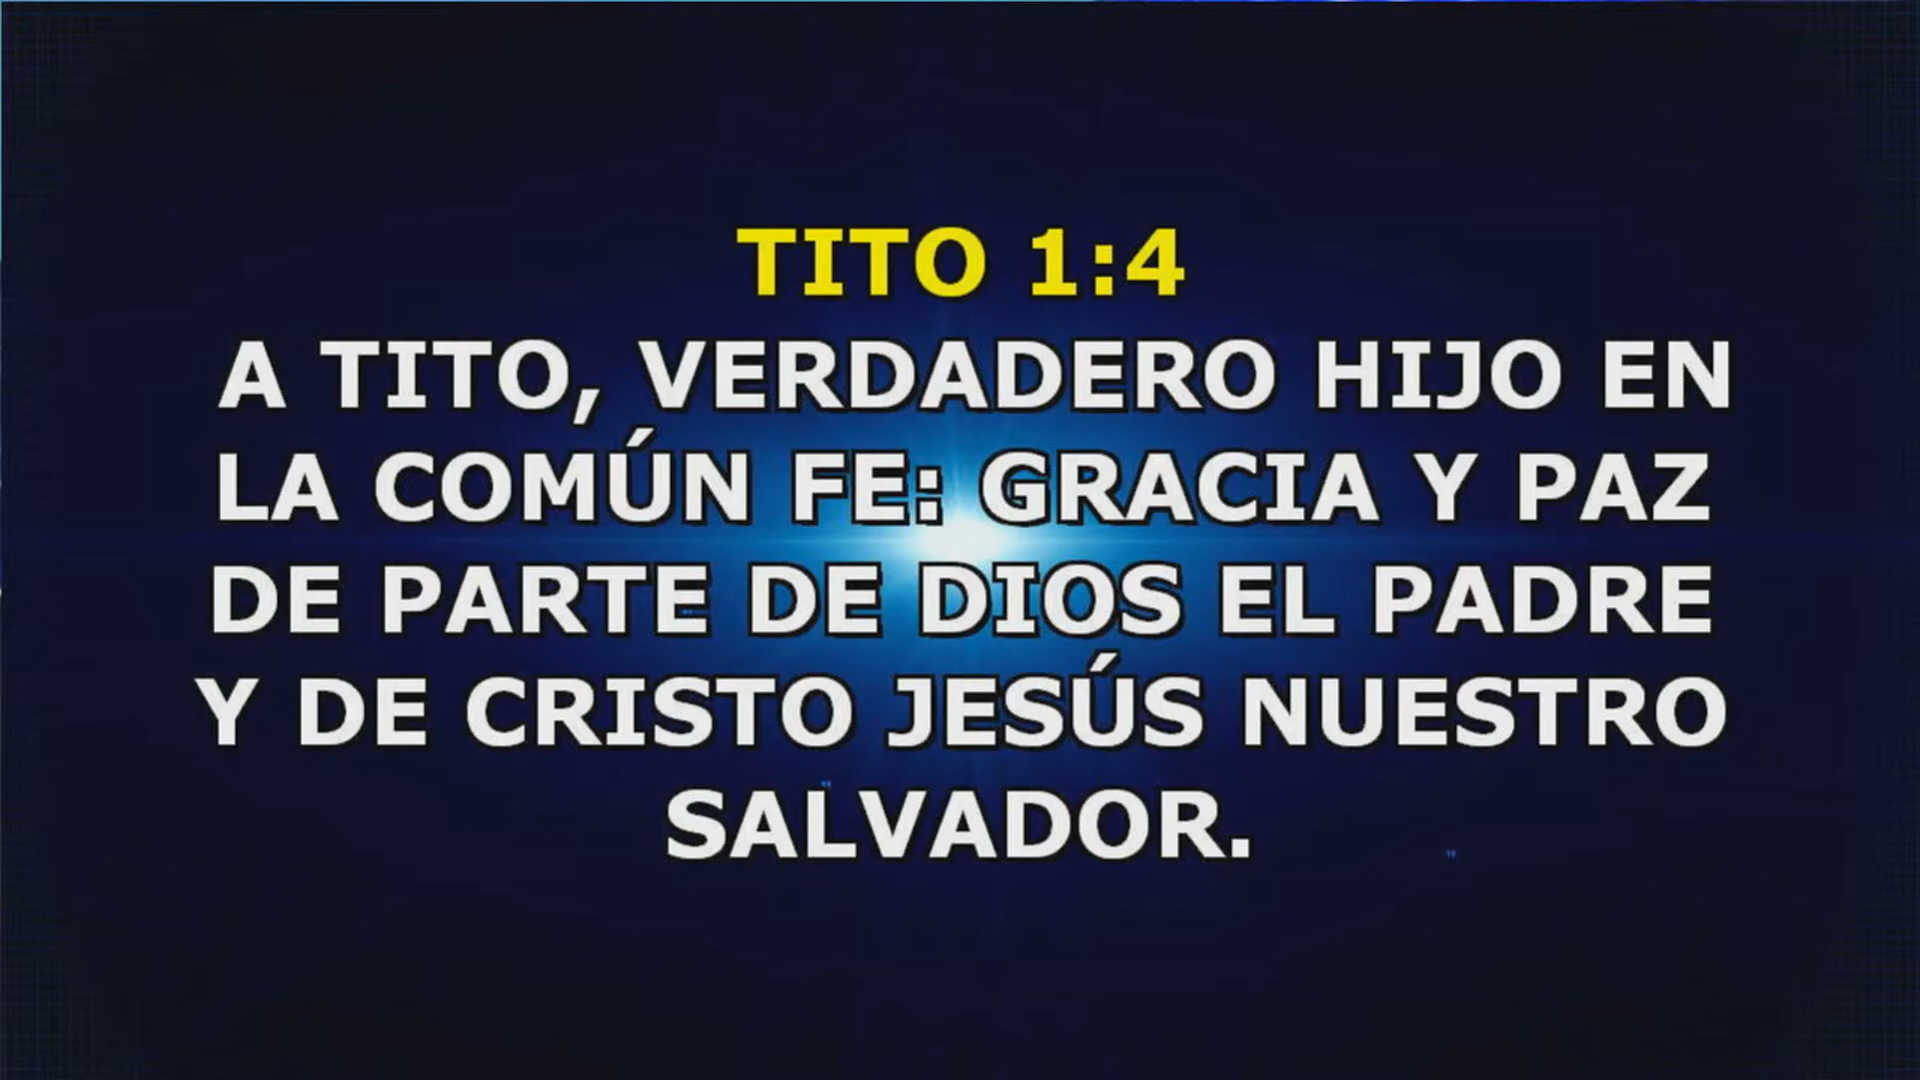 TITO 1:4
A TITO, VERDADERO HIJO EN
LA COMÚN FE: GRACIA Y PAZ
DE PARTE DE DIOS EL PADRE
Y DE CRISTO JESÚS NUESTRO
SALVADOR.